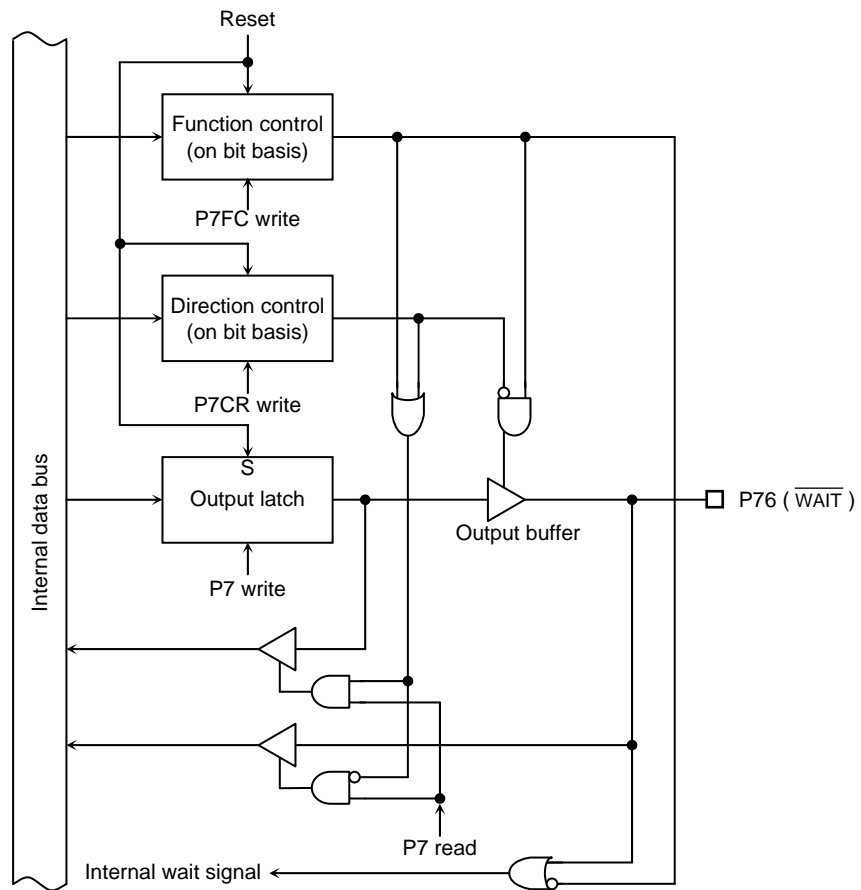 Reset
Function control
(on bit basis)
P7FC write
Direction control
(on bit basis)
P7CR write
S
Output latch
P7 write
Output buffer
P76 ( WAIT )
Internal data bus
P7 read
Internal wait signal